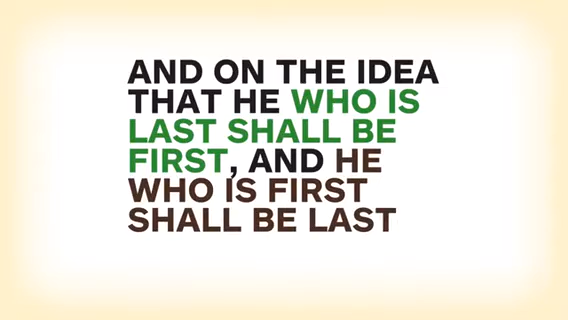 AND ON THE IDEA
THAT HE WHO IS
LAST SHALL BE
FIRST, AND HE
WHO IS FIRST
SHALL BE LAST